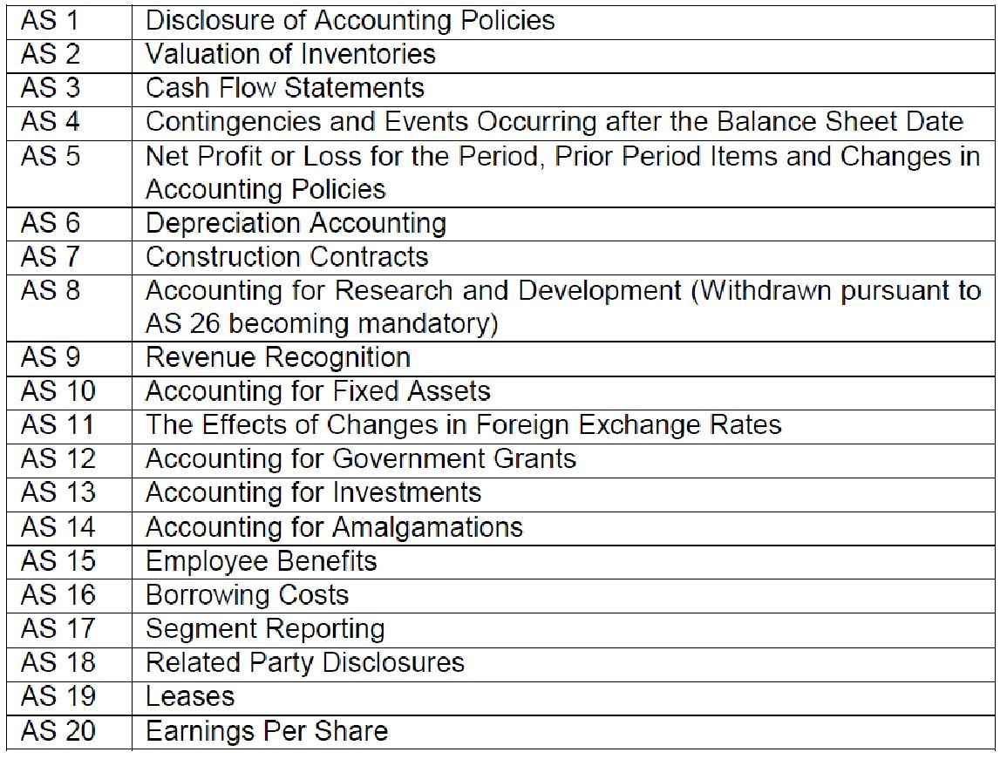 AS 1 Disclosure of Accounting Policies
AS 2 Valuation of Inventories
AS 3 Cash Flow Statements
AS 4 Contingencies and Events Occurring after the Balance Sheet Date
AS 5 Net Profit or Loss for the Period, Prior Period Items and Changes in
Accounting Policies
AS 6 Depreciation Accounting
AS 7 Construction Contracts
AS 8 Accounting for Research and Development (Withdrawn pursuant to
AS 26 becoming mandatory)
AS 9 Revenue Recognition
AS 10 Accounting for Fixed Assets
AS 11 The Effects of Changes in Foreign Exchange Rates
AS 12 Accounting for Government Grants
AS 13 Accounting for Investments
AS 14 Accounting for Amalgamations
AS 15 Employee Benefits
AS 16 Borrowing Costs
AS 17 Segment Reporting
AS 18 Related Party Disclosures
AS 19 Leases
AS 20 Earnings Per Share